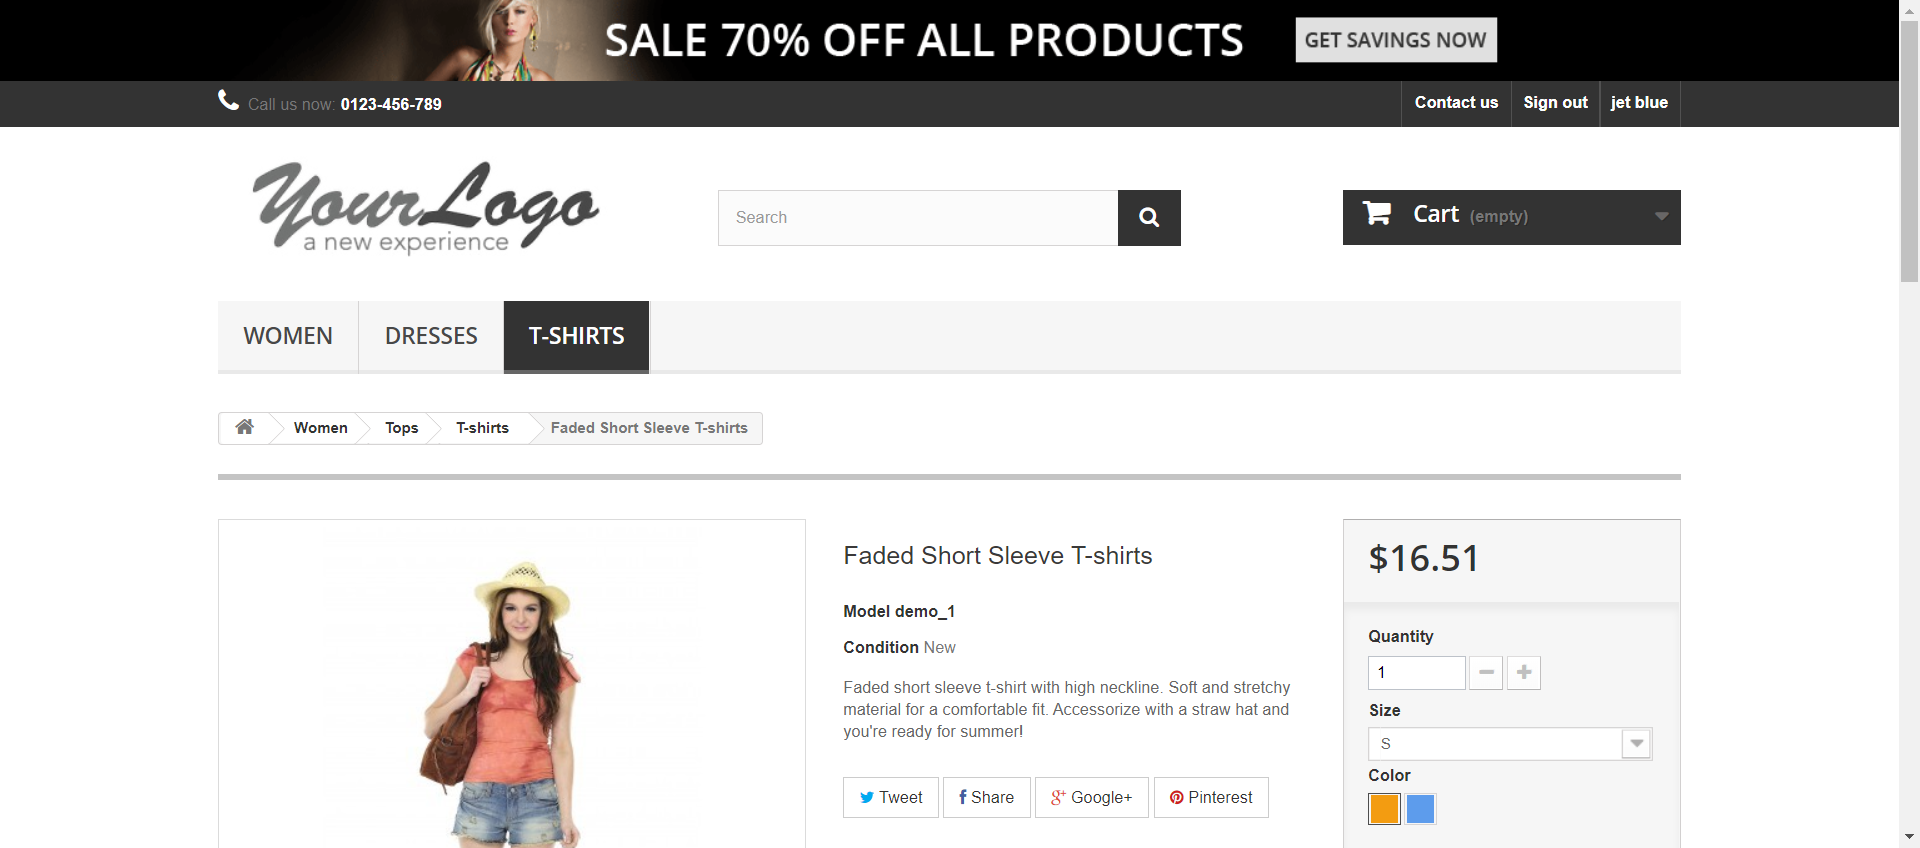 SALE 70% OFF ALL PRODUCTS
GET SAVINGS NOW
Call us now: 0123-456-789
Contact us
Sign out
jet blue
YourLogo
a new experience
Search
Cart (empty)
WOMEN
DRESSES
T-SHIRTS
Women
Tops
T-shirts
Faded Short Sleeve T-shirts
Faded Short Sleeve T-shirts
Model demo_1
Condition New
Faded short sleeve t-shirt with high neckline. Soft and stretchy
material for a comfortable fit. Accessorize with a straw hat and
you're ready for summer!
Tweet
Share
Google+
Pinterest
$16.51
Quantity
1
Size
S
Color